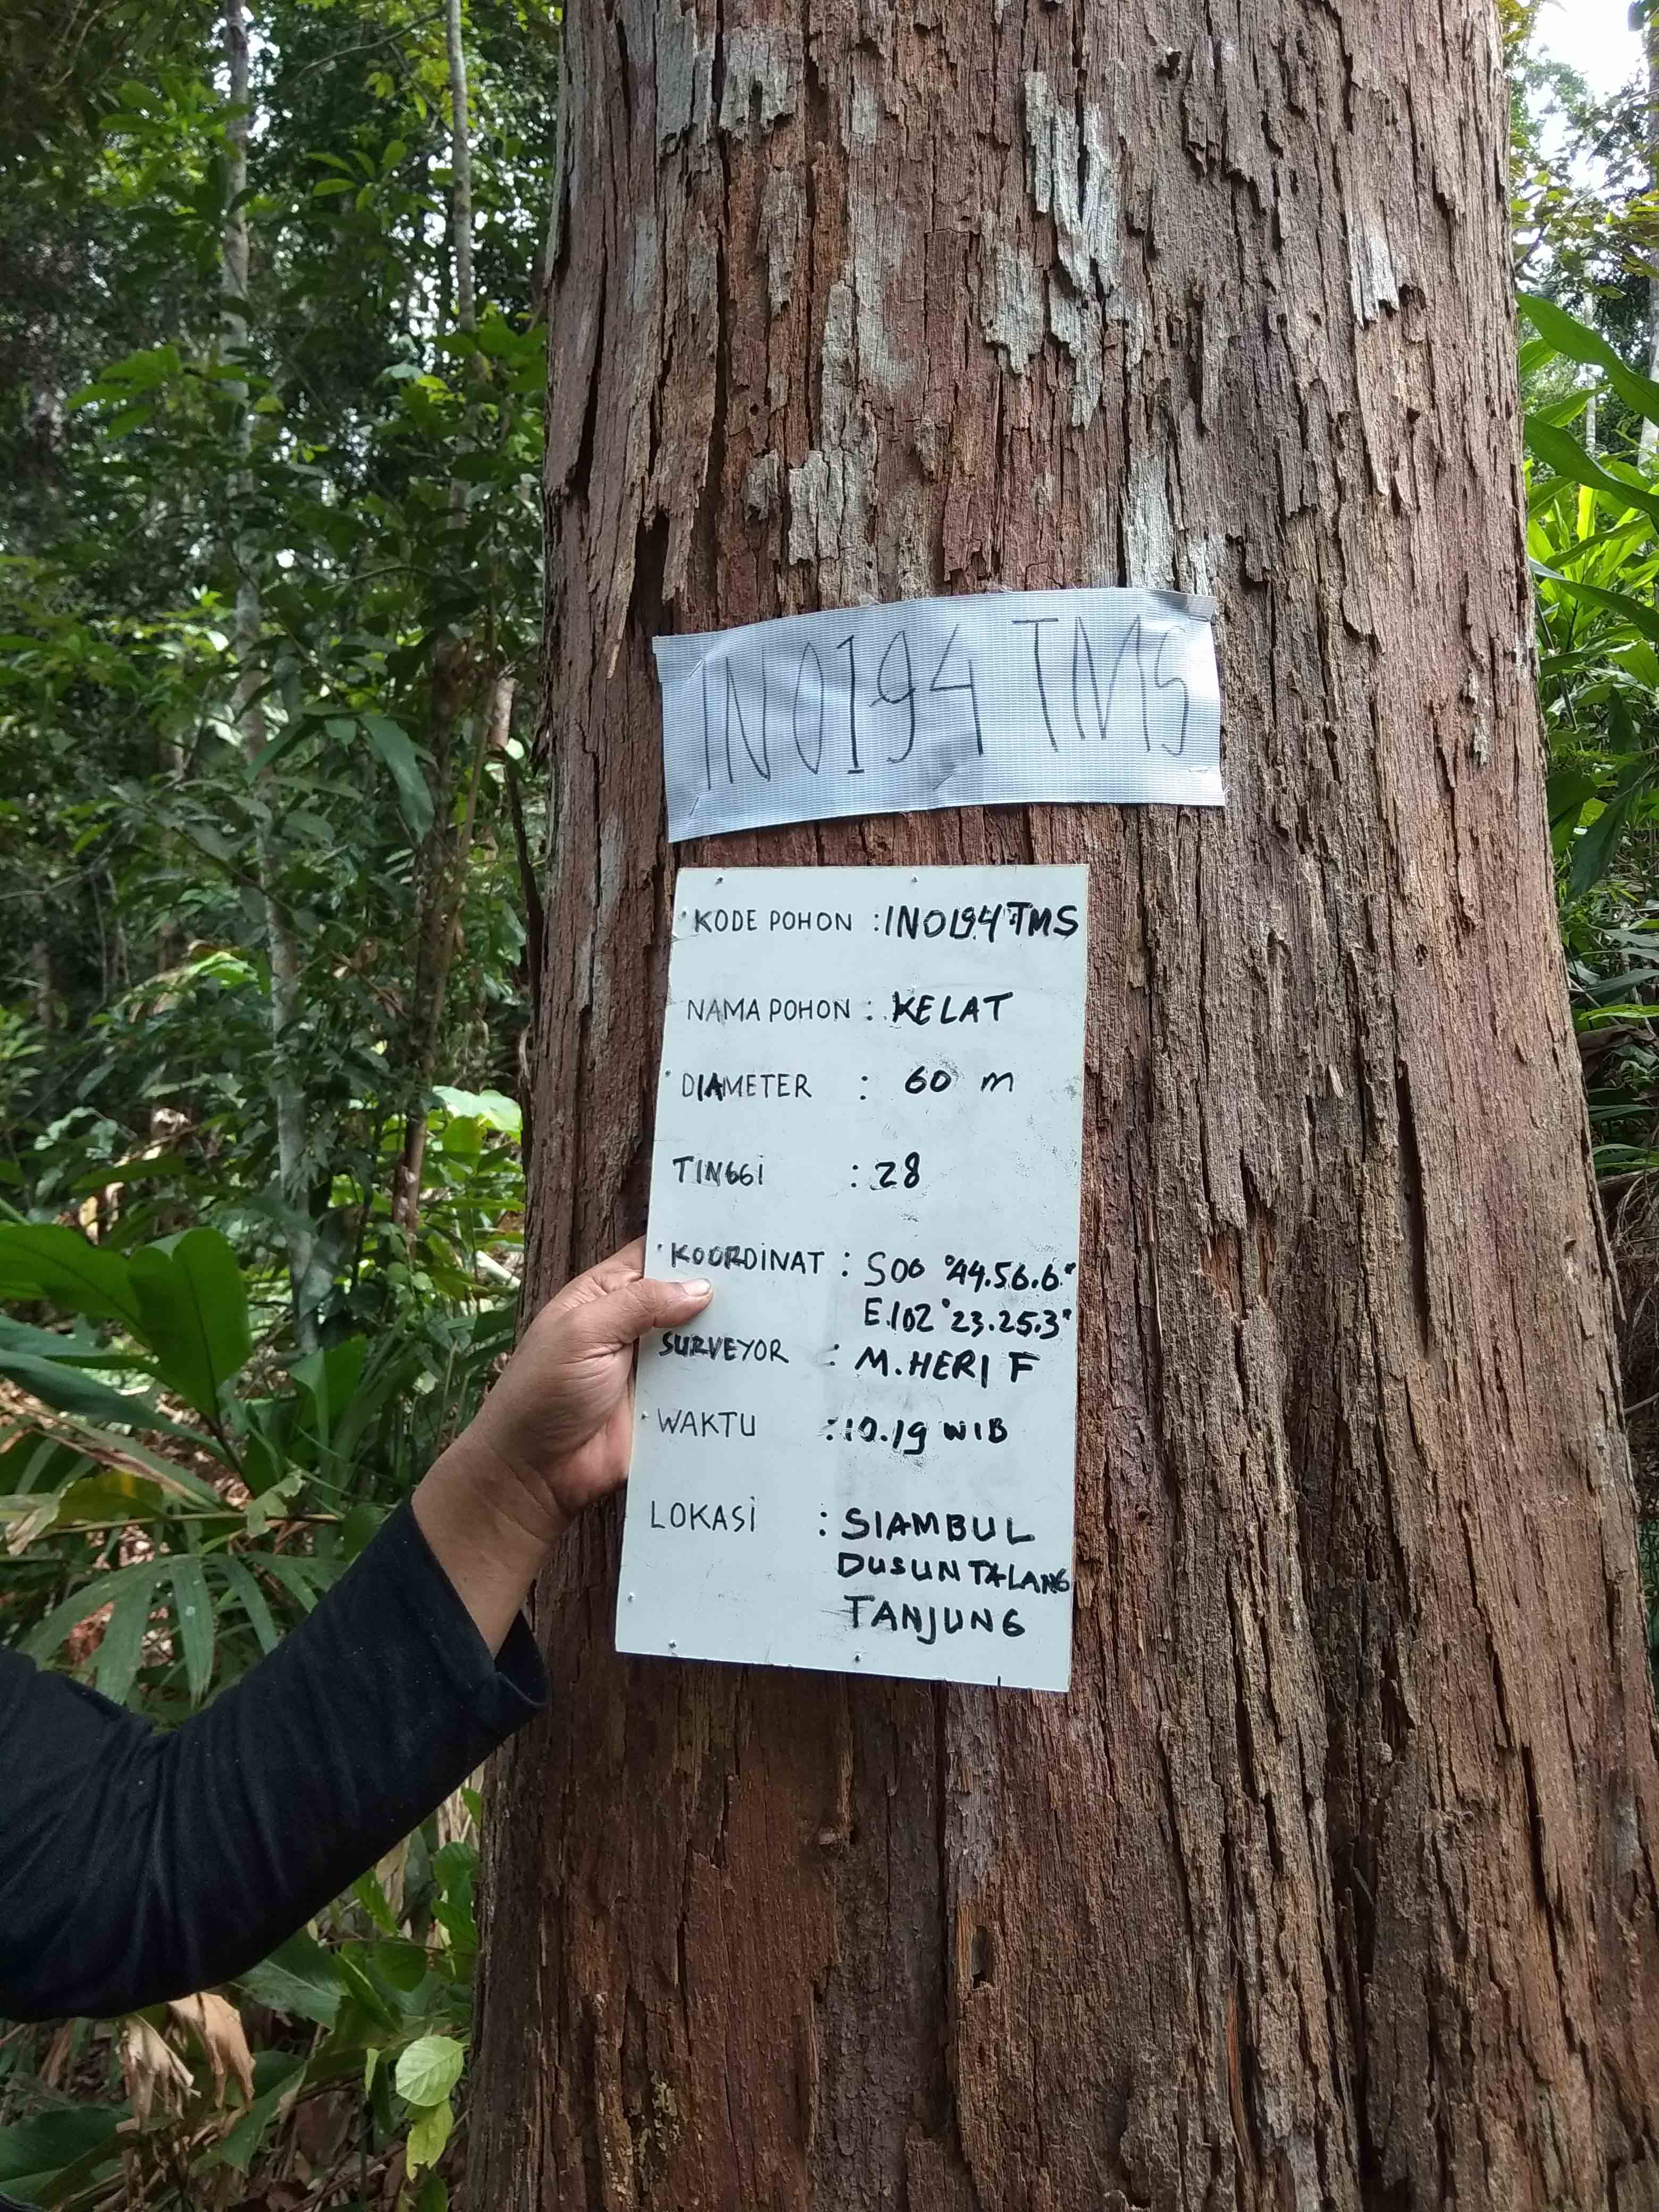 IN0194 TMS
KODE POHON : IN0194 TMS
NAMA POHON : KELAT
DIAMETER : 60 m
TINGGi : 28
KOORDiNAT : S00 °44.56.6"
E.102°23.25.3"
SURVEYOR : M.HERI F
WAKTU : 10.19 WIB
LOKASi : SIAMBUL
DUSUN TALANG
TANJUNG